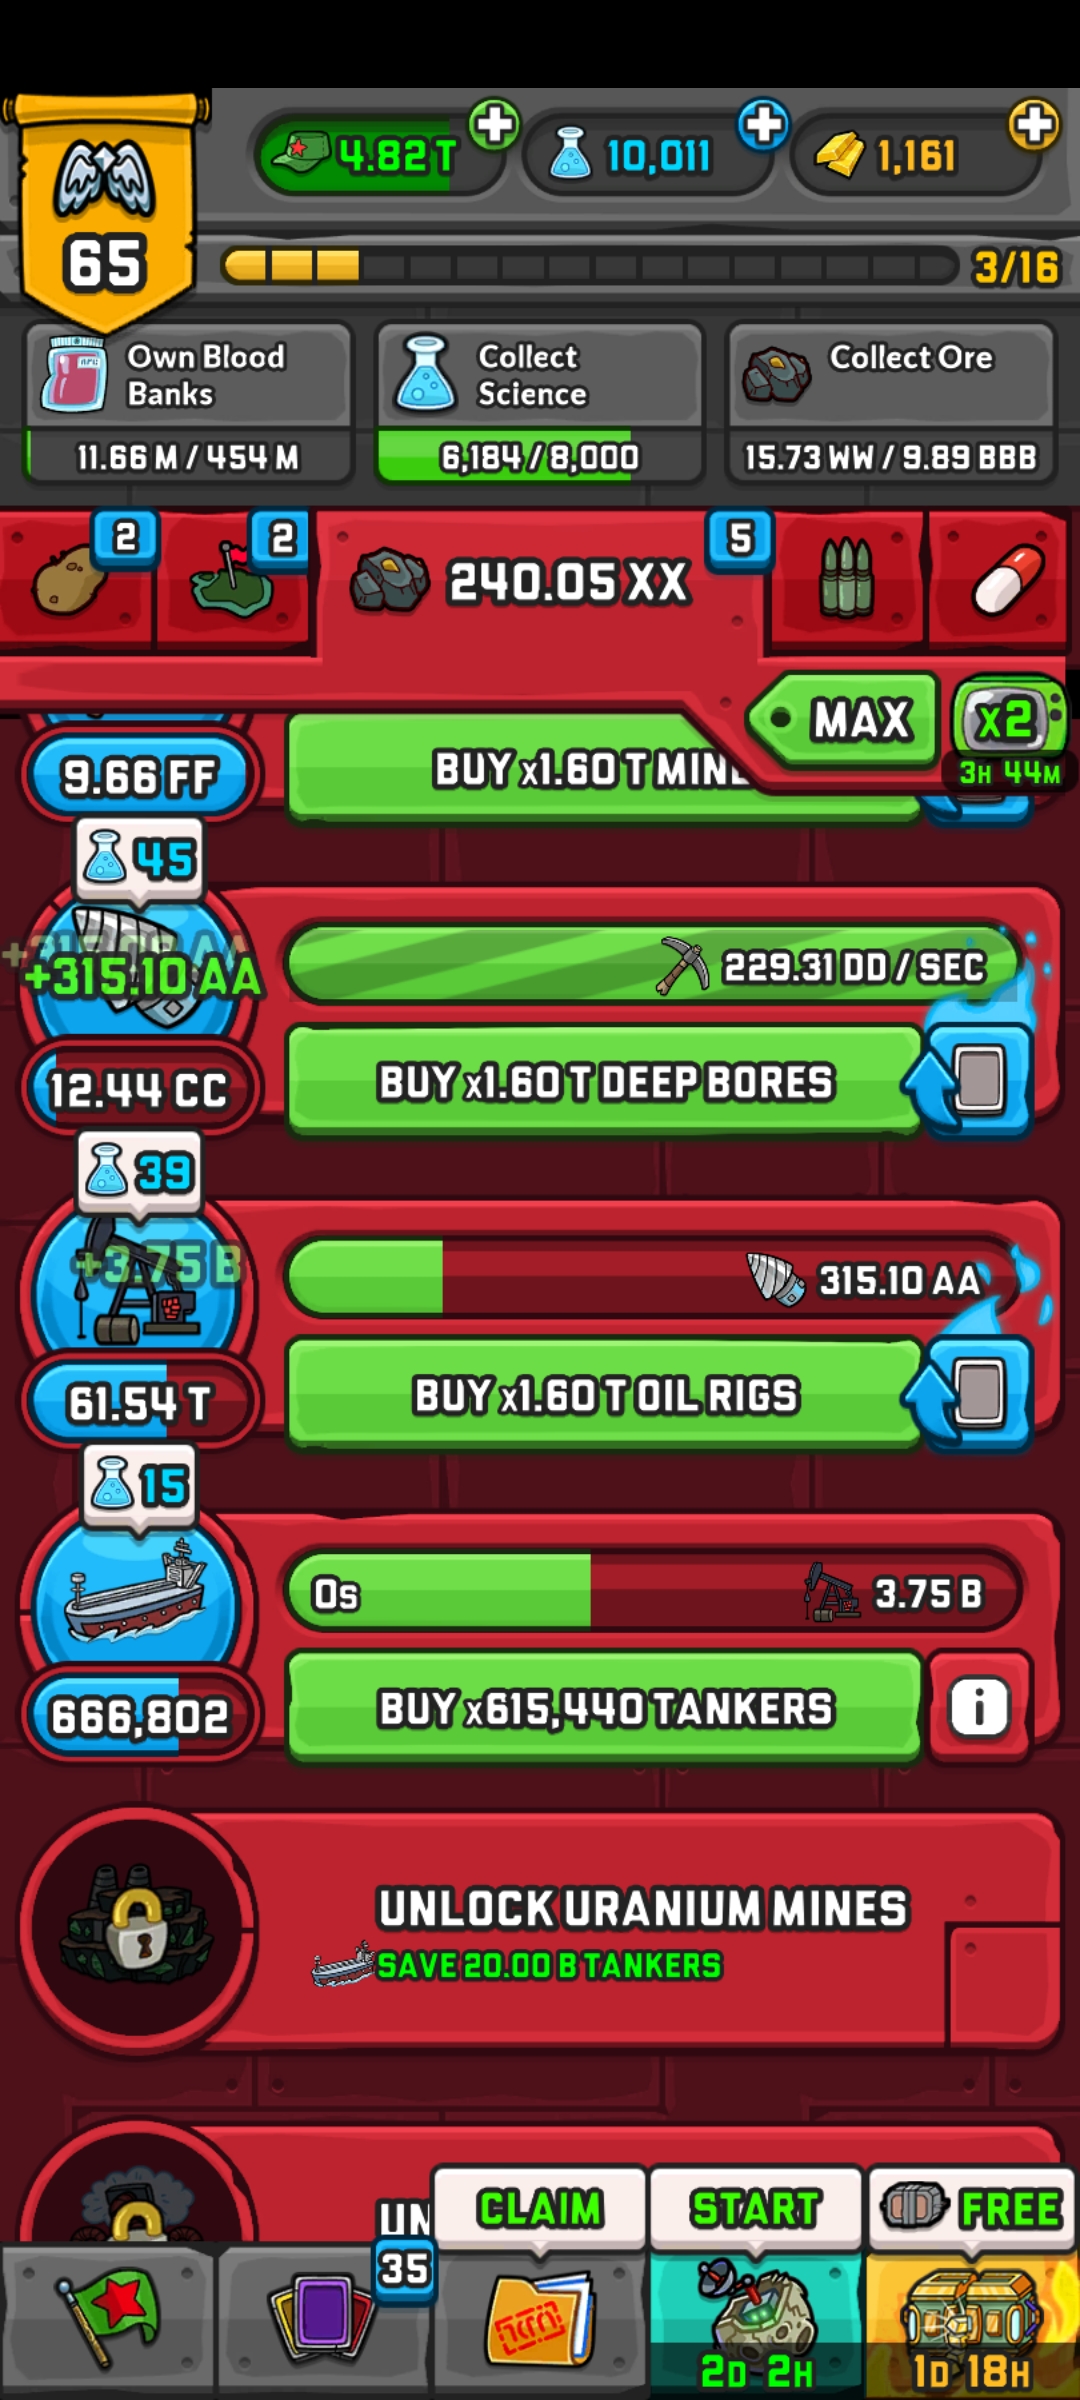 4.82 T
10,011
1,161
65
3/16
Own Blood
Banks
11.66 M / 454 M
Collect
Science
6,184 / 8,000
Collect Ore
15.73 WW / 9.89 BBB
2
2
240.05 XX
5
MAX
x2
3H 44M
9.66 FF
BUY x1.60 T
45
+315.10 AA
229.31 DD / SEC
12.44 CC
BUY x1.60 T DEEP BORES
39
+3.75 B
315.10 AA
61.54 T
BUY x1.60 T OIL RIGS
15
0s
3.75 B
666,802
BUY x615,440 TANKERS
i
UNLOCK URANIUM MINES
SAVE 20.00 B TANKERS
CLAIM
START
FREE
35
2D 2H
1D 18H